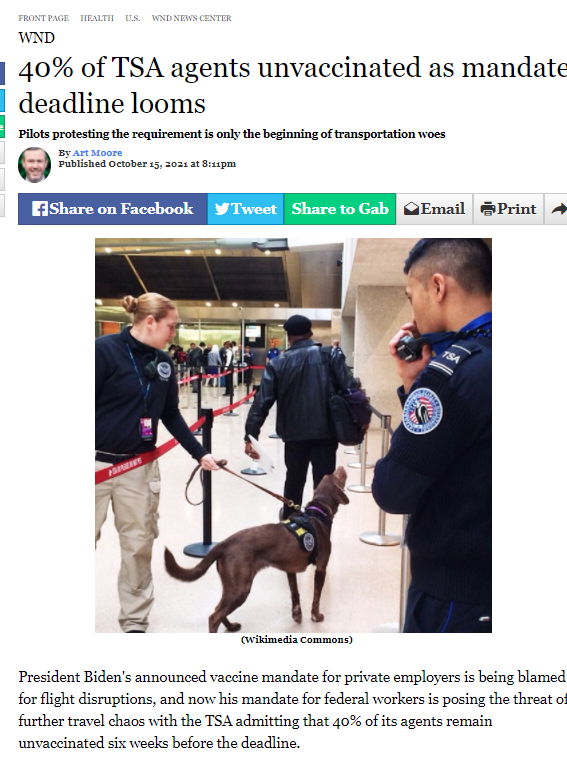 FRONT PAGE HEALTH U.S. WND NEWS CENTER
WND
40% of TSA agents unvaccinated as mandate
deadline looms
Pilots protesting the requirement is only the beginning of transportation woes
By Art Moore
Published October 15, 2021 at 8:11pm
Share on Facebook Tweet Share to Gab Email Print
TSA
(Wikimedia Commons)
President Biden's announced vaccine mandate for private employers is being blamed
for flight disruptions, and now his mandate for federal workers is posing the threat of
further travel chaos with the TSA admitting that 40% of its agents remain
unvaccinated six weeks before the deadline.